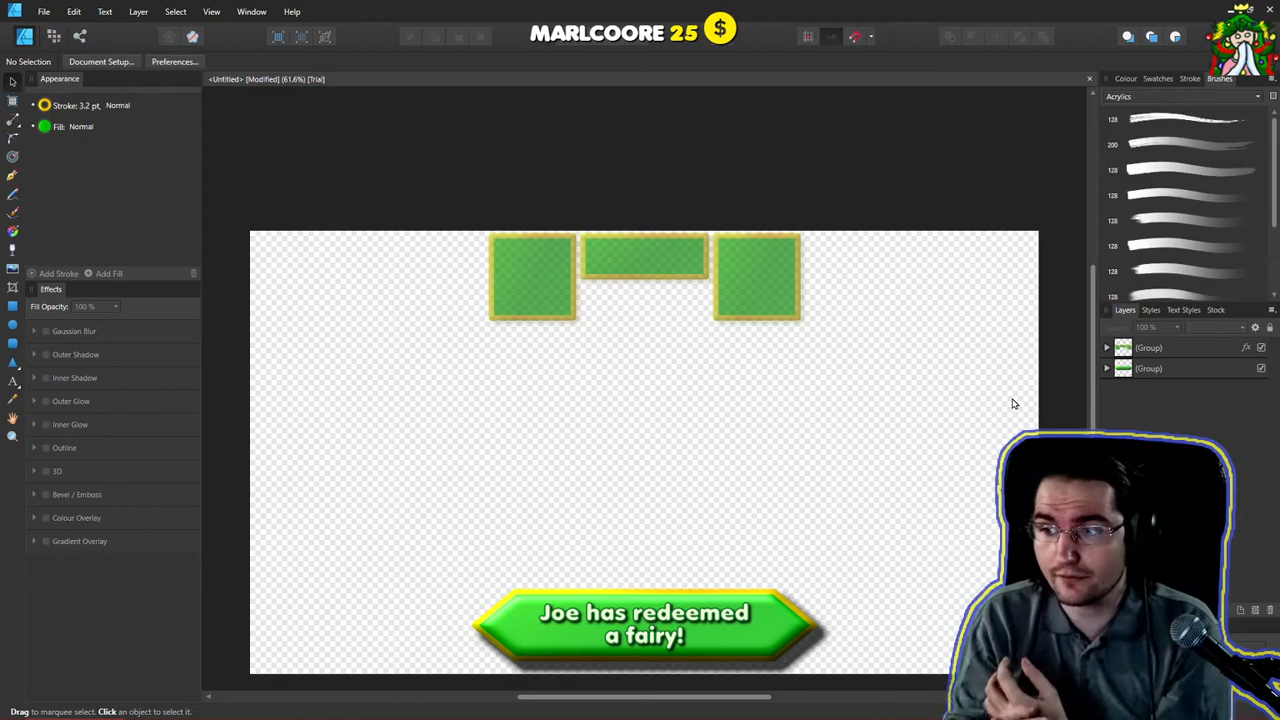 File Edit Text Layer Select View Window Help
MARLCOORE 25 $
No Selection Document Setup... Preferences...
<Untitled> [Modified] (61.6%) [Trial]
Appearance
Stroke: 3.2 pt, Normal
Fill: Normal
Add Stroke Add Fill
Effects
Fill Opacity: 100 %
Gaussian Blur
Outer Shadow
Inner Shadow
Outer Glow
Inner Glow
Outline
3D
Bevel / Emboss
Colour Overlay
Gradient Overlay
Colour Swatches Stroke Brushes
Acrylics
128
200
128
128
128
128
128
128
Layers Styles Text Styles Stock
Opacity: 100 %
(Group) fx
(Group)
Joe has redeemed
a fairy!
Drag to marquee select. Click an object to select it.